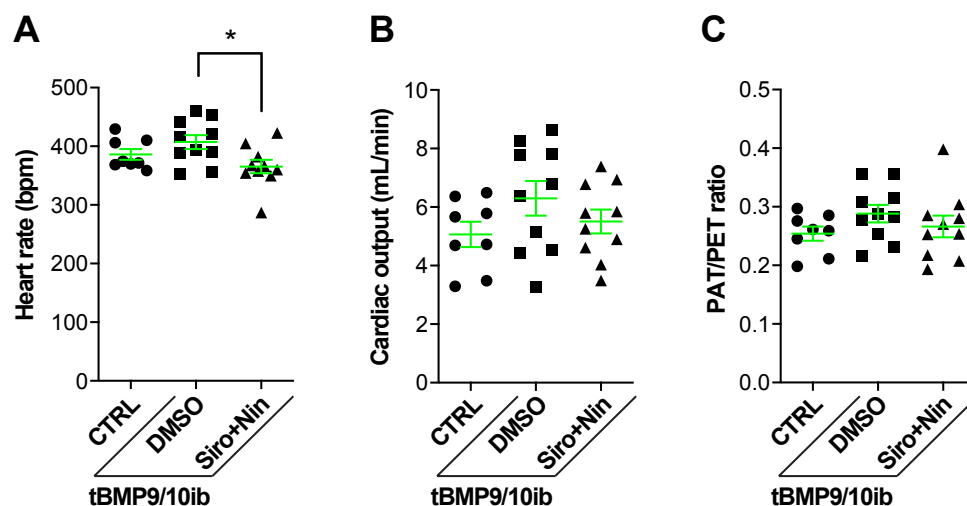 A
*
Heart rate (bpm)
500
400
300
200
100
0
CTRL
DMSO
Siro+Nin
tBMP9/10ib
B
Cardiac output (mL/min)
10
8
6
4
2
0
CTRL
DMSO
Siro+Nin
tBMP9/10ib
C
PAT/PET ratio
0.5
0.4
0.3
0.2
0.1
0.0
CTRL
DMSO
Siro+Nin
tBMP9/10ib